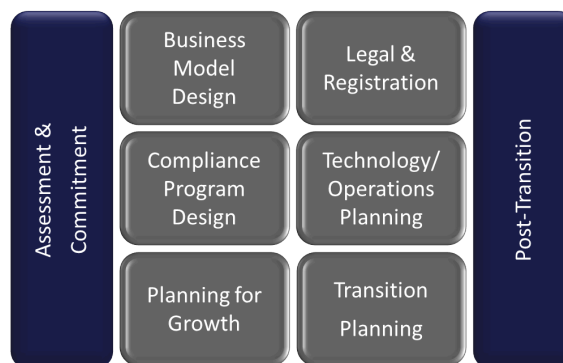 Assessment &
Commitment
Business
Model
Design
Legal &
Registration
Compliance
Program
Design
Technology/
Operations
Planning
Planning for
Growth
Transition
Planning
Post-Transition